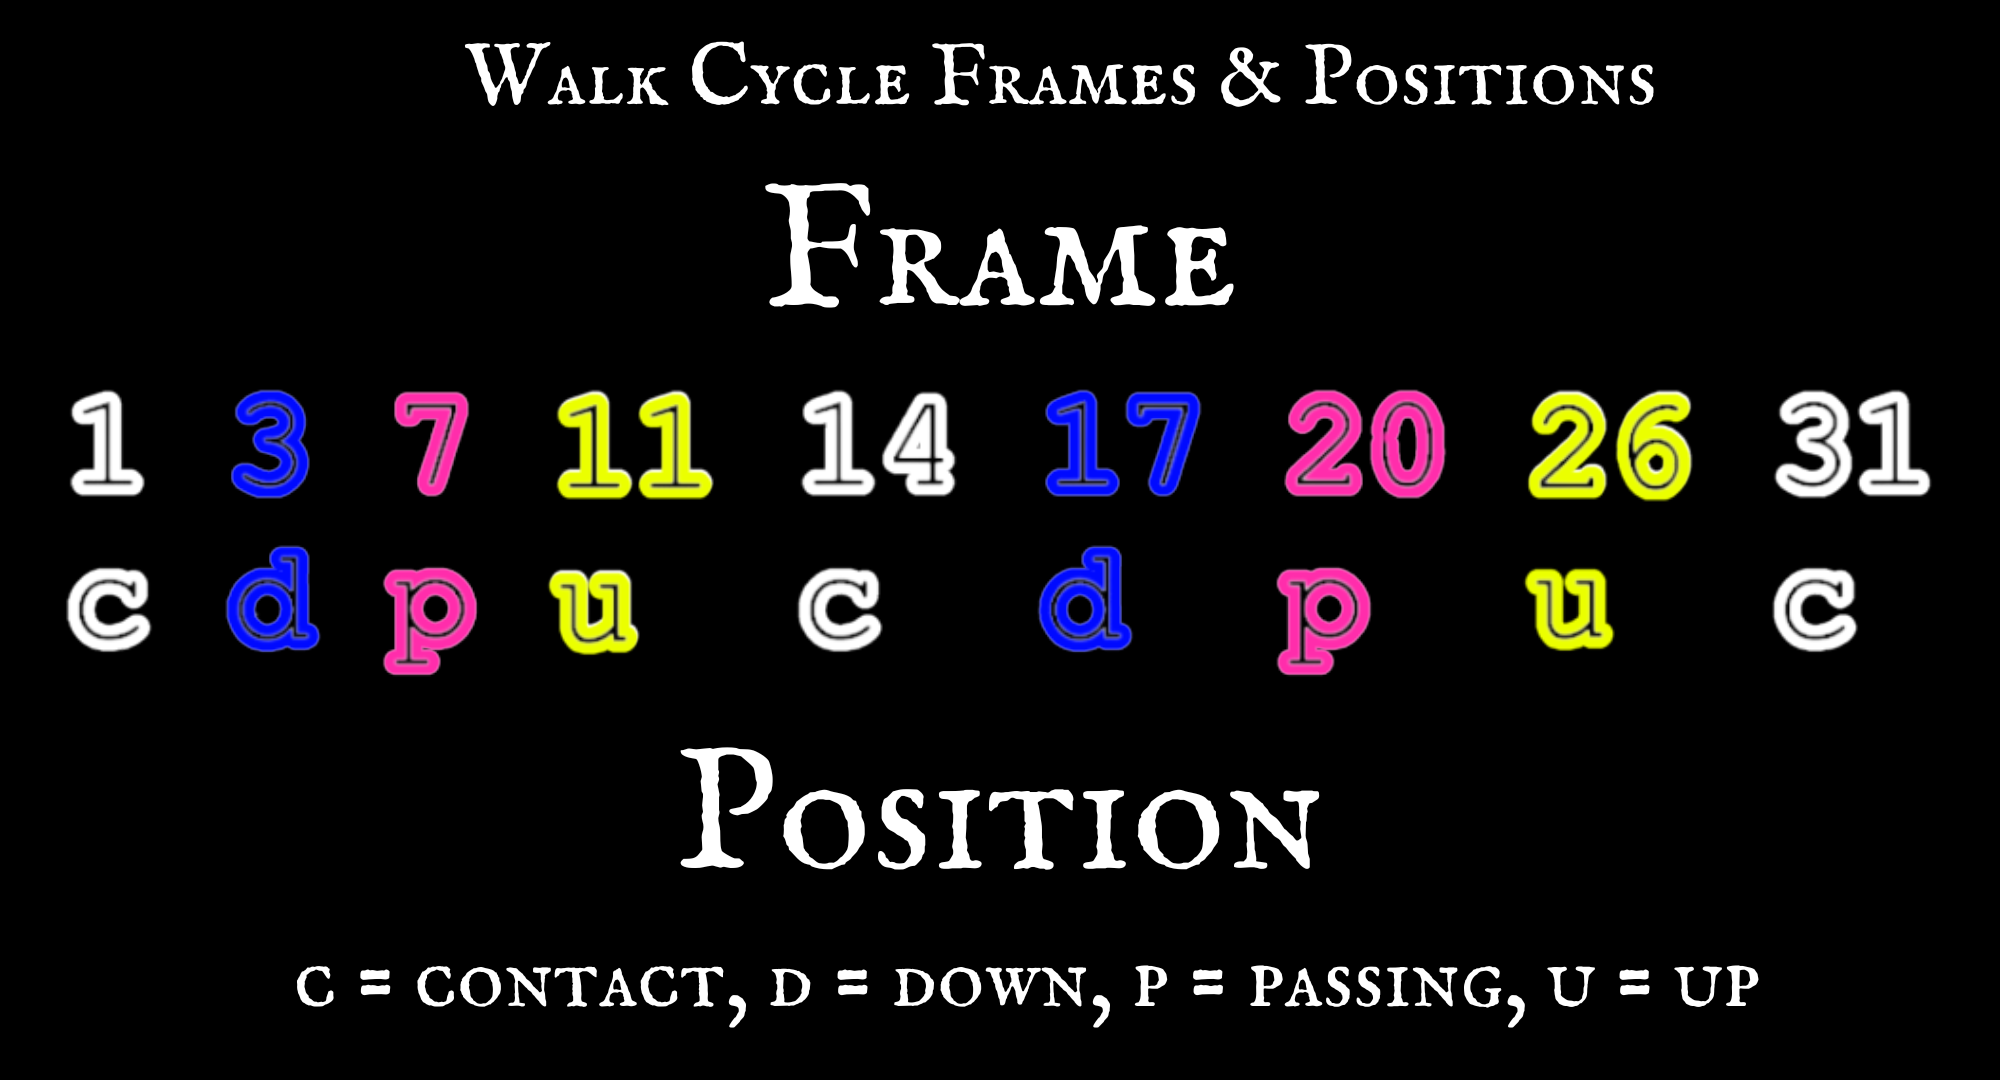 Walk Cycle Frames & Positions
Frame
1 3 7 11 14 17 20 26 31
c d p u c d p u c
Position
c = contact, d = down, p = passing, u = up